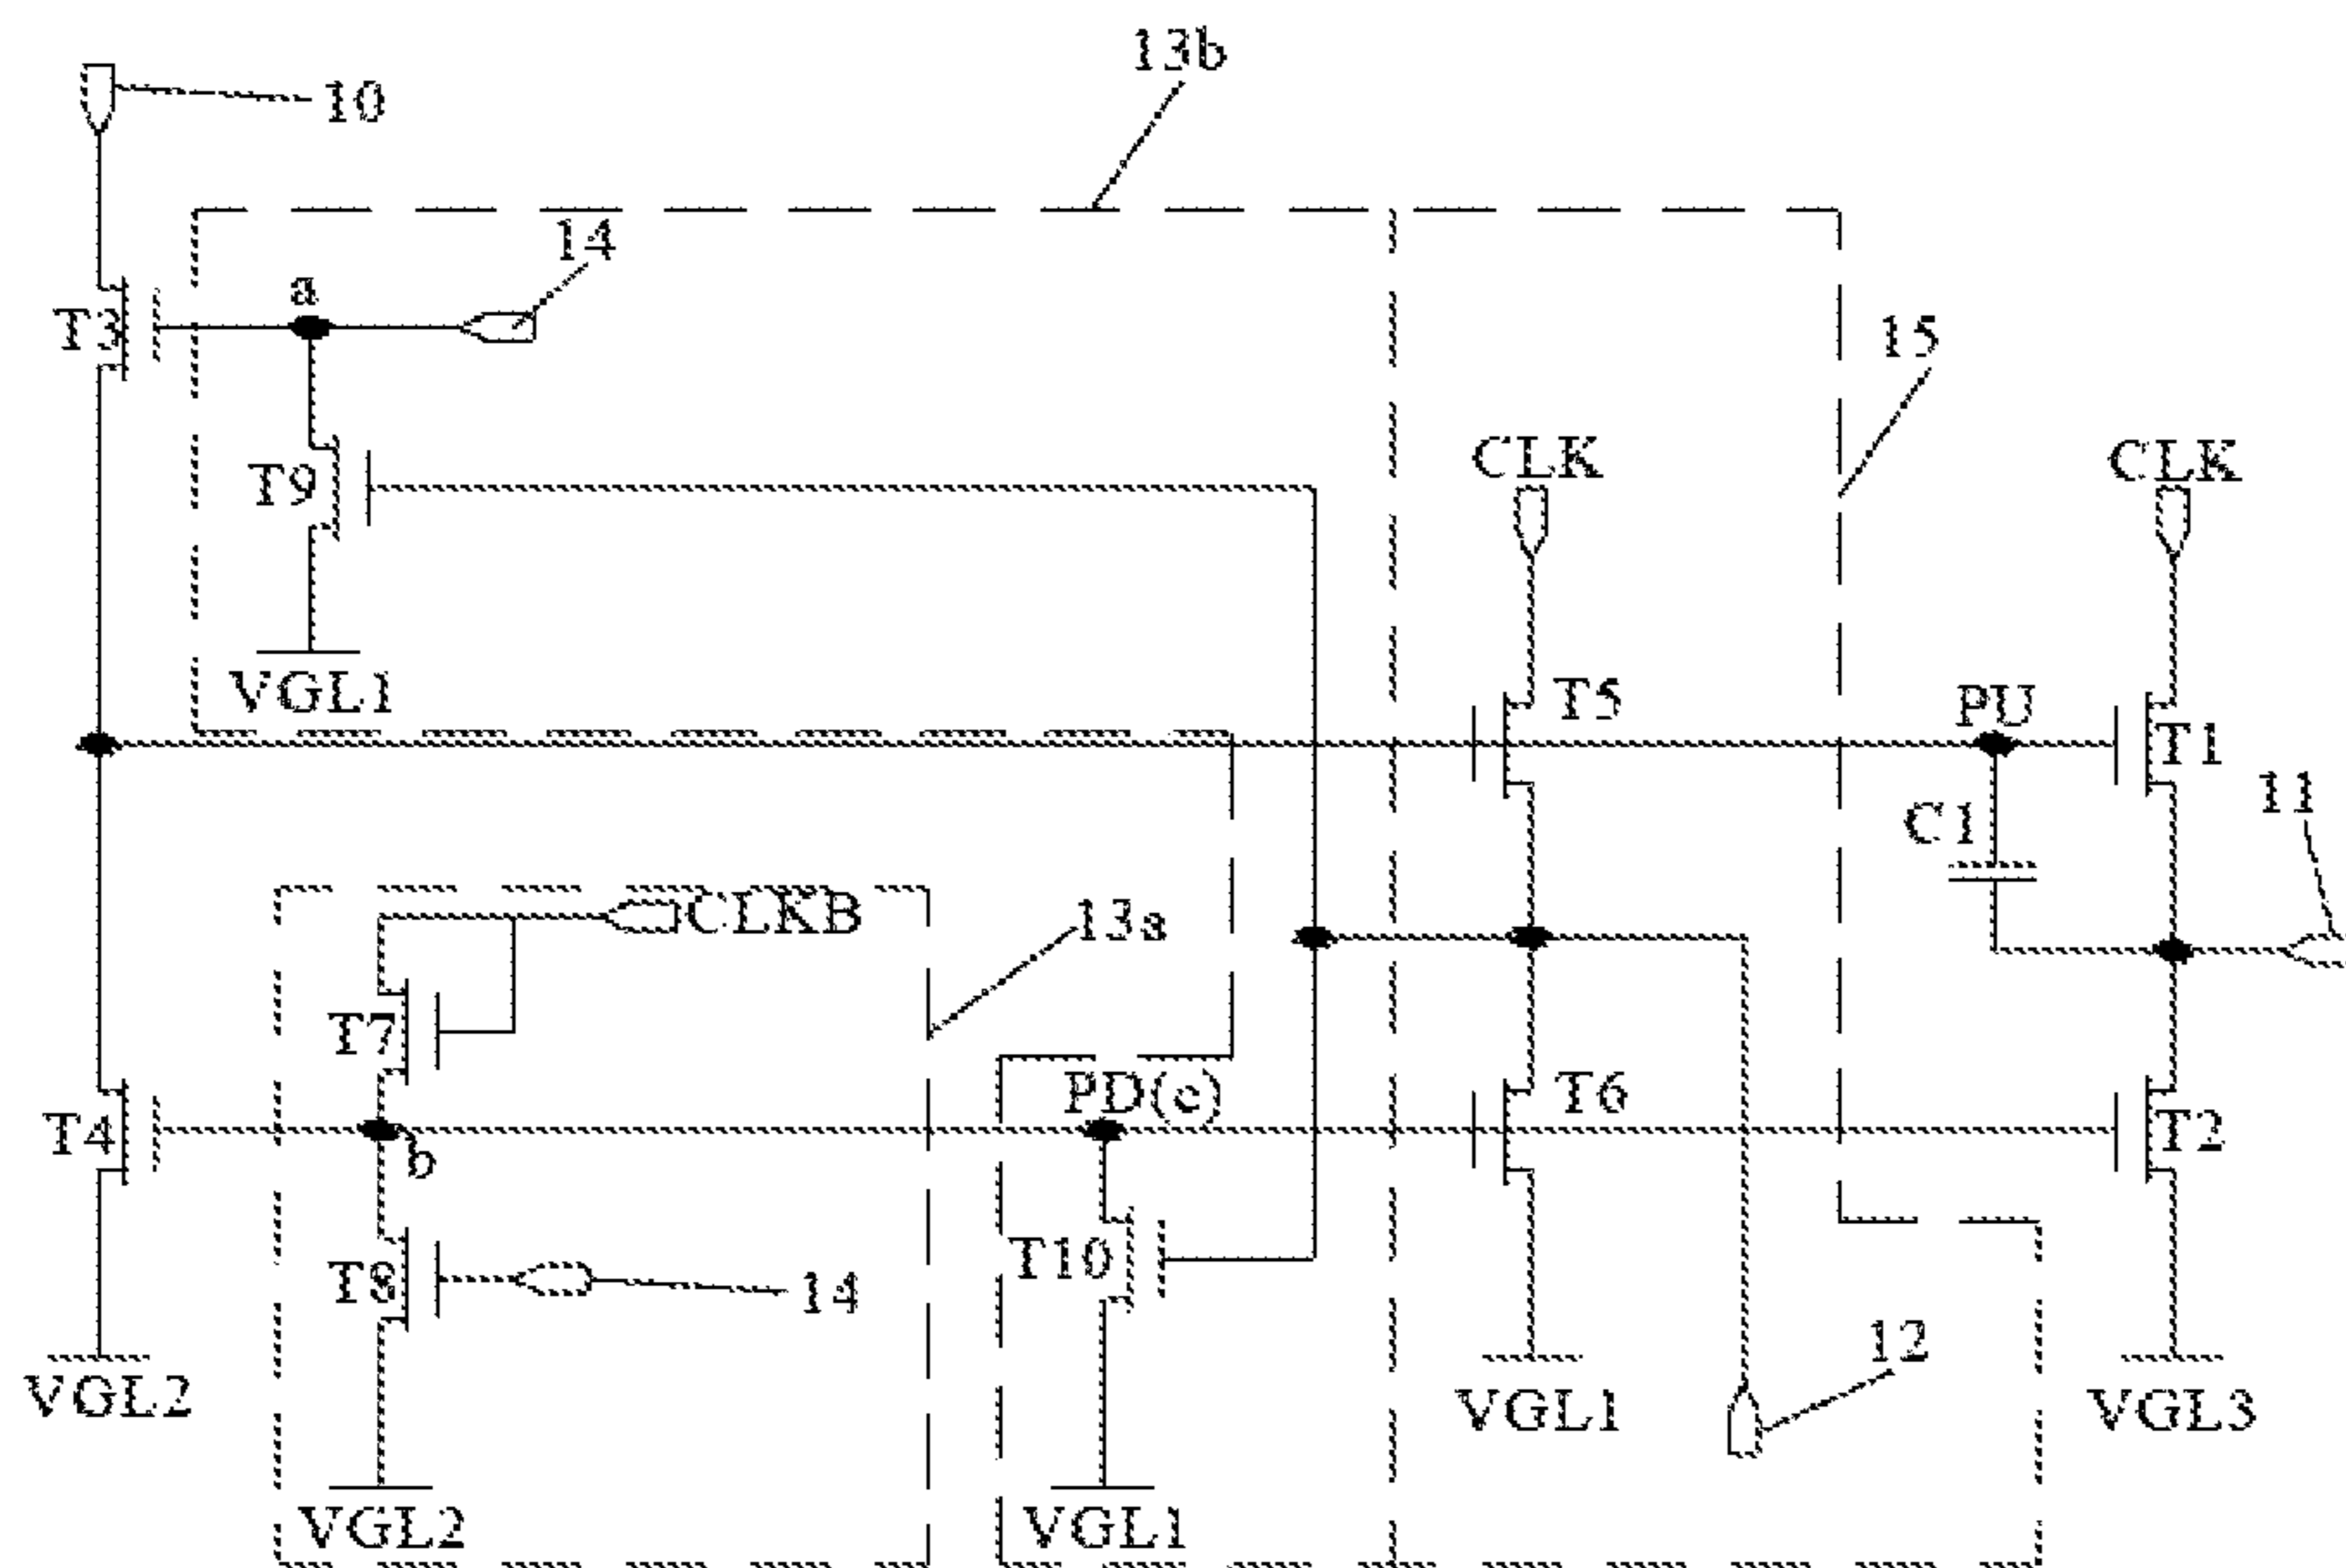 13b
10
14
a
T3
15
CLK
CLK
T9
VGL1
T5
PU
T1
11
C1
CLKB
13a
T7
PD(c)
T6
T4
b
T2
T10
T8
14
12
VGL2
VGL1
VGL3
VGL2
VGL1